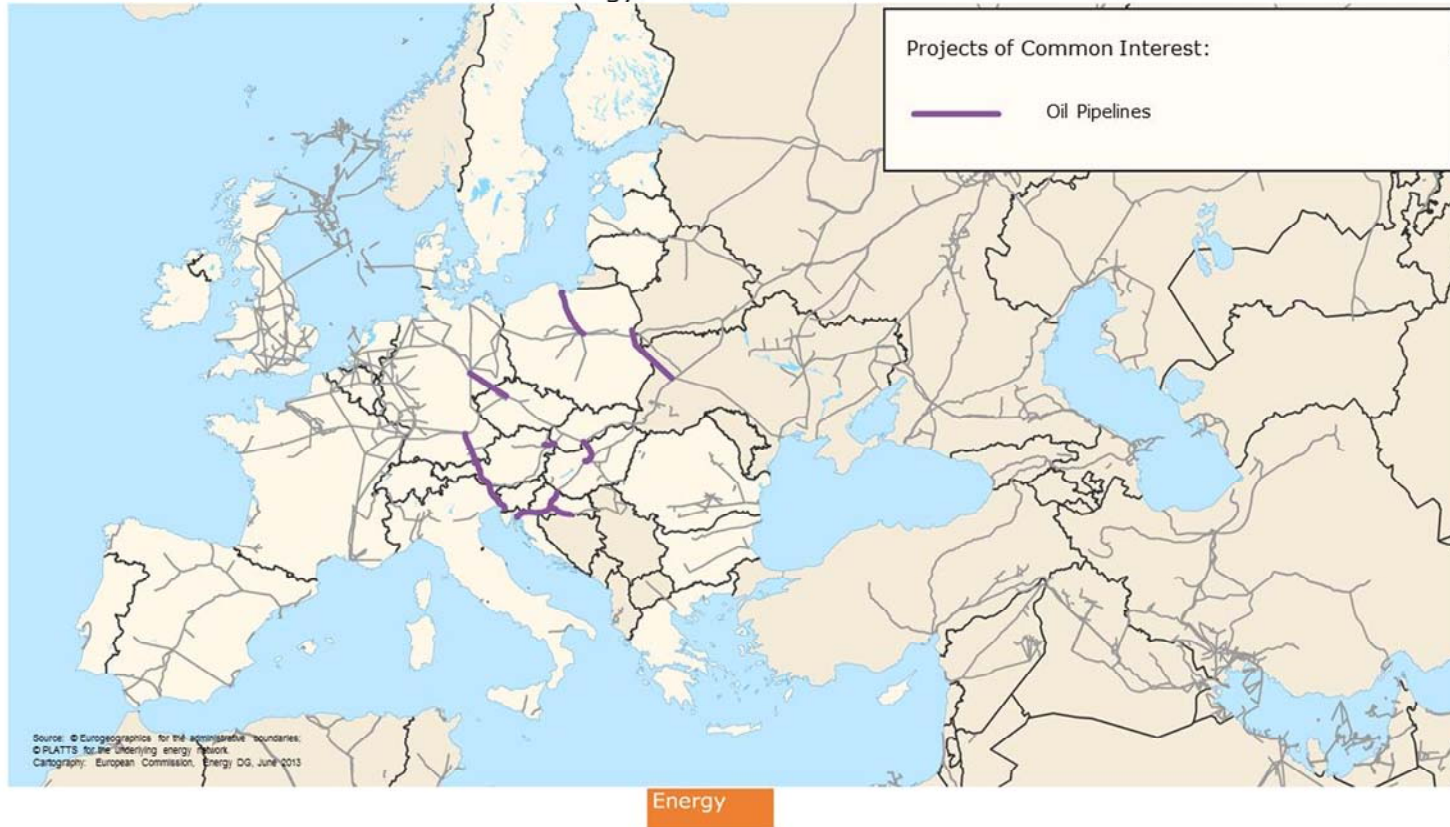 Projects of Common Interest:
Oil Pipelines
Source: © Eurogeographics for the administrative boundaries;
© PLATTS for the underlying energy network.
Cartography: European Commission, Energy DG, June 2013
Energy